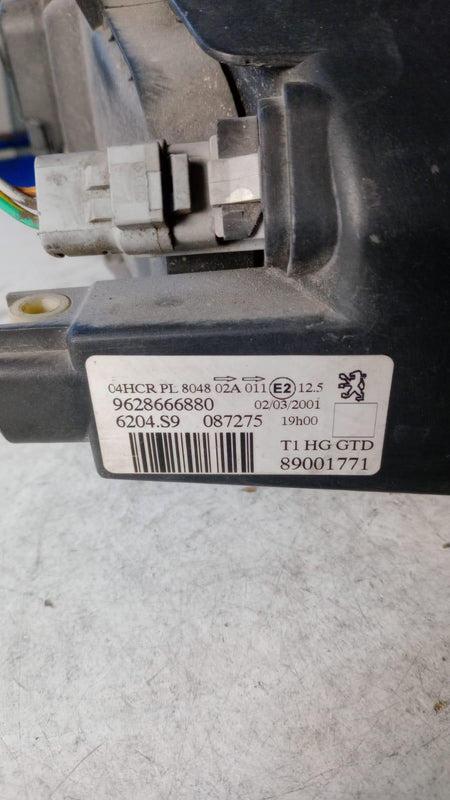 04HCR PL 8048 02A 011 E2 12.5
9628666880 02/03/2001
6204.S9 087275 19h00
T1 HG GTD
89001771